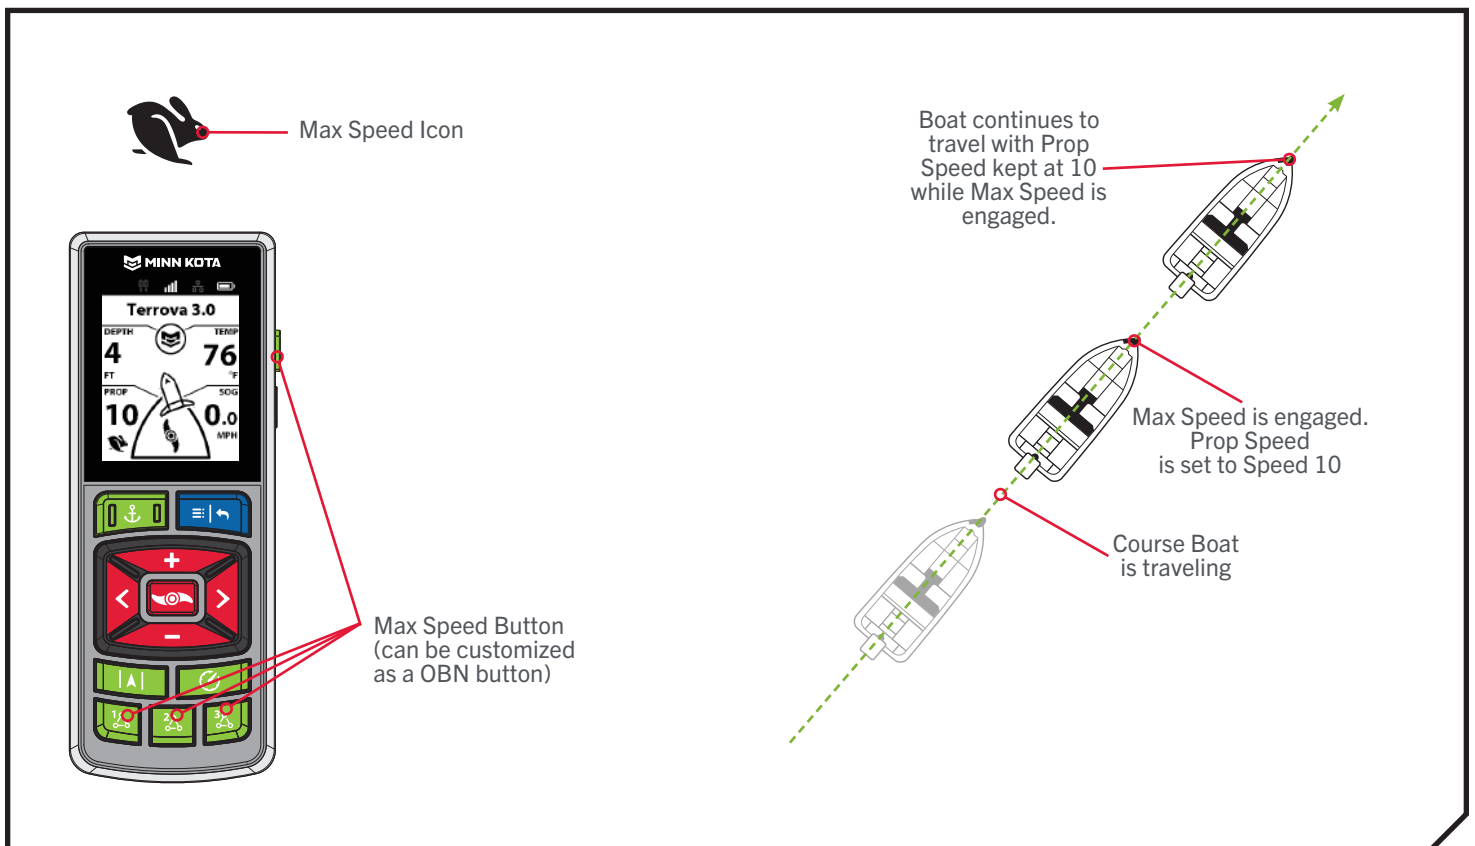 Max Speed Icon
MINN KOTA
Terrova 3.0
DEPTH
TEMP
4
76
FT
°F
PROP
SOG
10
0.0
MPH
1
2
3
Max Speed Button
(can be customized
as a OBN button)
Boat continues to
travel with Prop
Speed kept at 10
while Max Speed is
engaged.
Max Speed is engaged.
Prop Speed
is set to Speed 10
Course Boat
is traveling